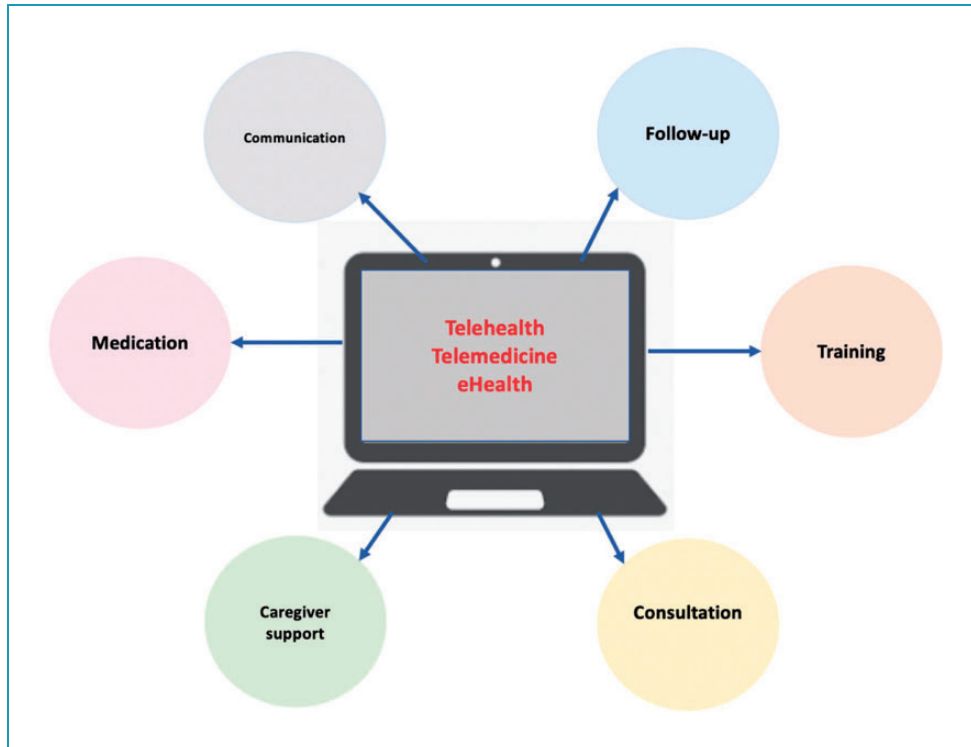 Communication
Follow-up
Telehealth
Telemedicine
eHealth
Medication
Training
Caregiver
support
Consultation